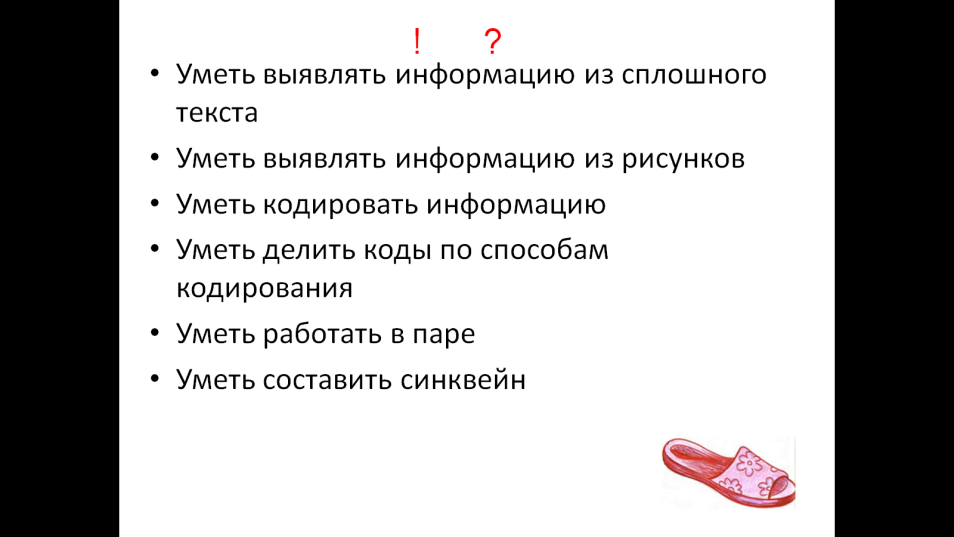 ! ?
• Уметь выявлять информацию из сплошного
текста
• Уметь выявлять информацию из рисунков
• Уметь кодировать информацию
• Уметь делить коды по способам
кодирования
• Уметь работать в паре
• Уметь составить синквейн